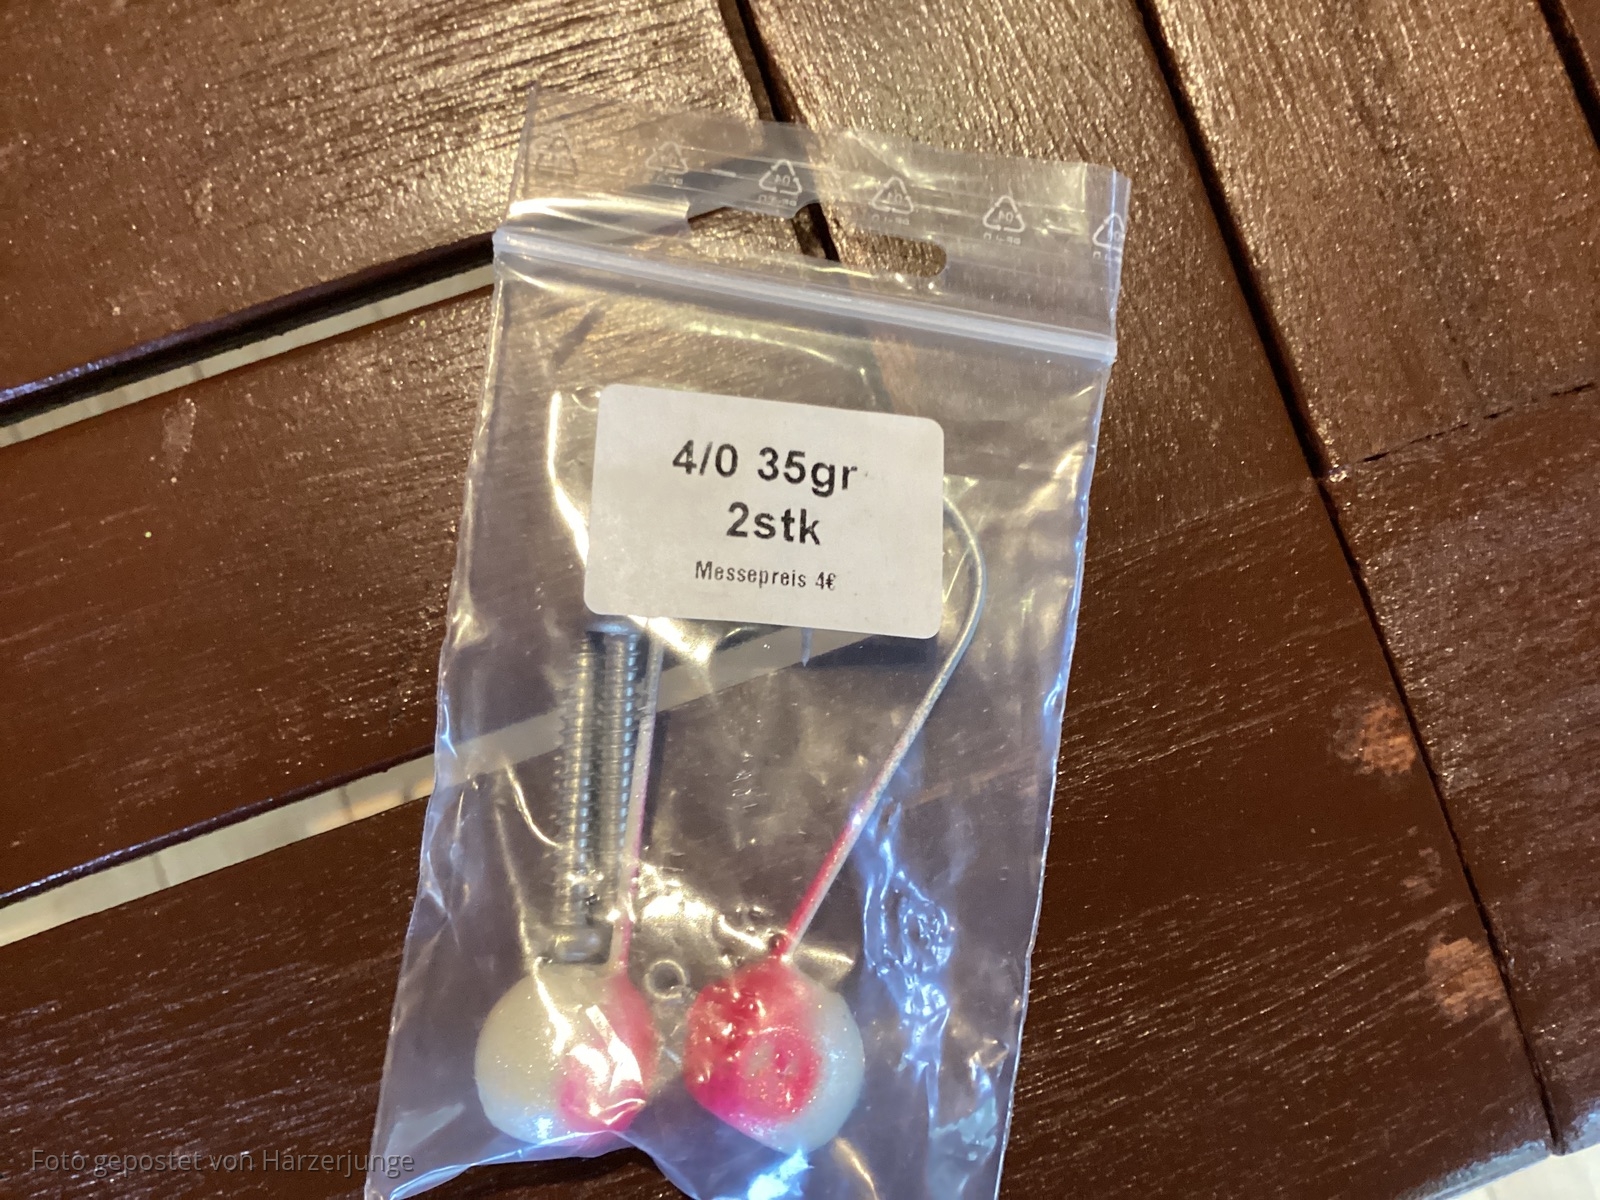 4/0 35gr
2stk
Messepreis 4€
Foto gepostet von Harzerjunge